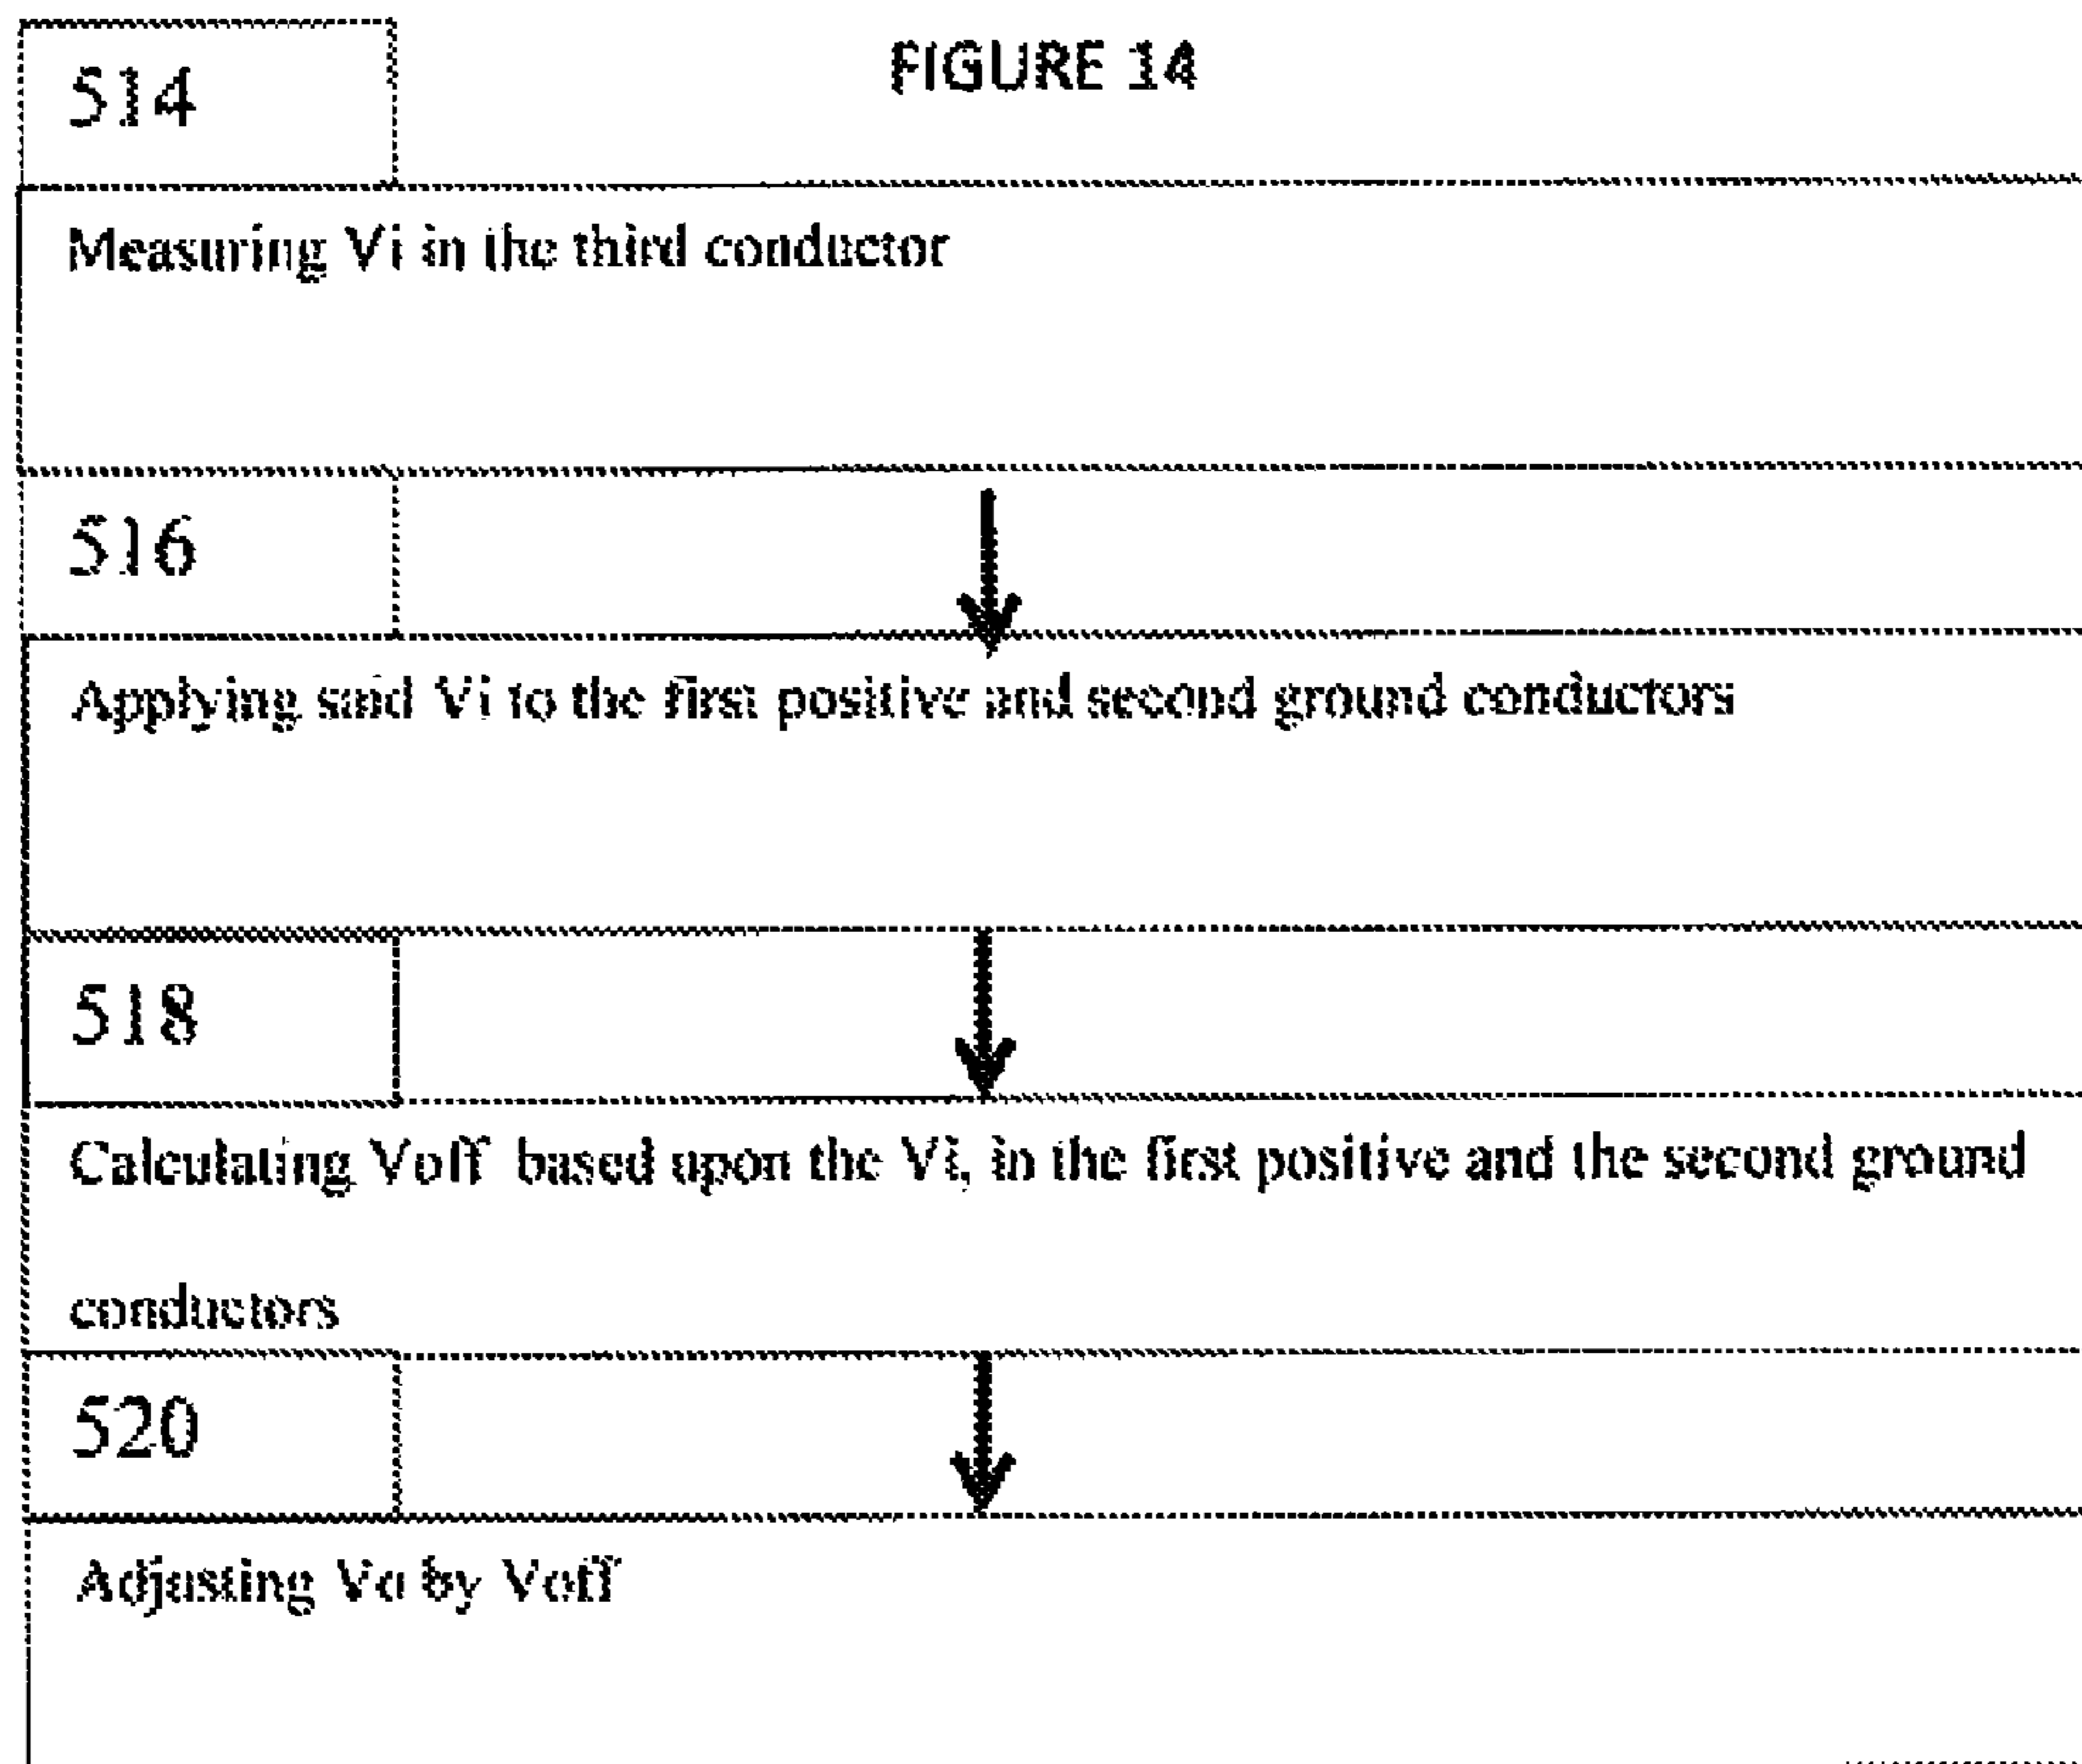 FIGURE 14
514
Measuring Vi in the third conductor
516
Applying said Vi to the first positive and second ground conductors
518
Calculating Voff based upon the Vi, in the first positive and the second ground
conductors
520
Adjusting Vo by Voff